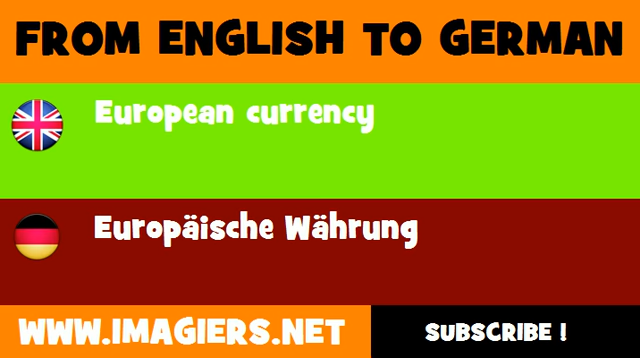 FROM ENGLISH TO GERMAN
European currency
Europäische Währung
WWW.IMAGIERS.NET
SUBSCRIBE !